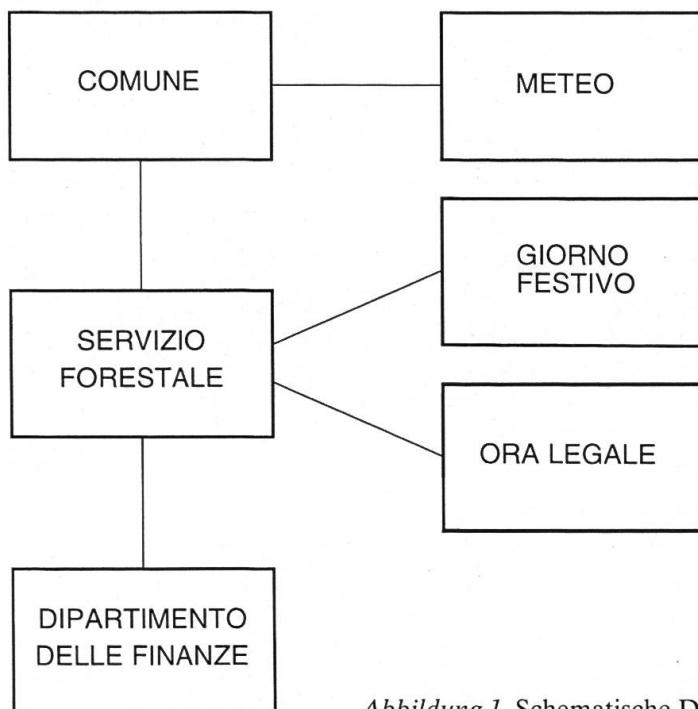 COMUNE
METEO
GIORNO
FESTIVO
SERVIZIO
FORESTALE
ORA LEGALE
DIPARTIMENTO
DELLE FINANZE
Abbildung 1. Schematische D